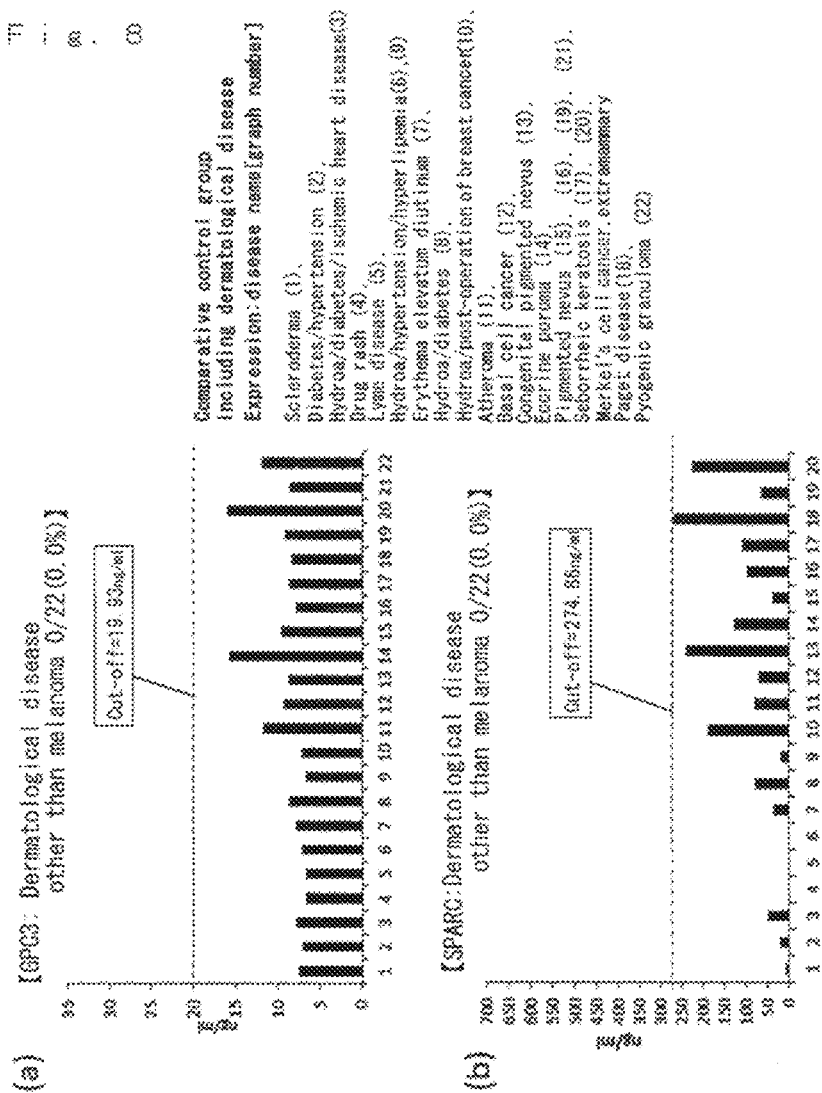 Fig. 8
(a)
[GPC3: Dermatological disease
other than melanoma 0/22(0.0%)]
Cut-off=19.93ng/ml
ng/ml
35
30
25
20
15
10
5
0
1 2 3 4 5 6 7 8 9 10 11 12 13 14 15 16 17 18 19 20 21 22
Comparative control group
including dermatological disease
Expression:disease name[graph number]
Scleroderma (1).
Diabetes/hypertension (2).
Hydroa/diabetes/ischemic heart disease(3)
Drug rash (4).
Lyme disease (5).
Hydroa/hypertension/hyperlipemia(6),(9)
Erythema elevatum diutinum (7).
Hydroa/diabetes (8).
Hydroa/post-operation of breast cancer(10).
Atheroma (11).
Basal cell cancer (12).
Congenital pigmented nevus (13).
Eccrine poroma (14).
Pigmented nevus (15). (16). (19). (21).
Seborrheic keratosis (17). (20).
Merkel's cell cancer.extramammary
Paget disease(18).
Pyogenic granuloma (22)
(b)
[SPARC:Dermatological disease
other than melanoma 0/22(0.0%)]
Cut-off=274.86ng/ml
ng/ml
700
650
600
550
500
450
400
350
300
250
200
150
100
50
0
1 2 3 4 5 6 7 8 9 10 11 12 13 14 15 16 17 18 19 20